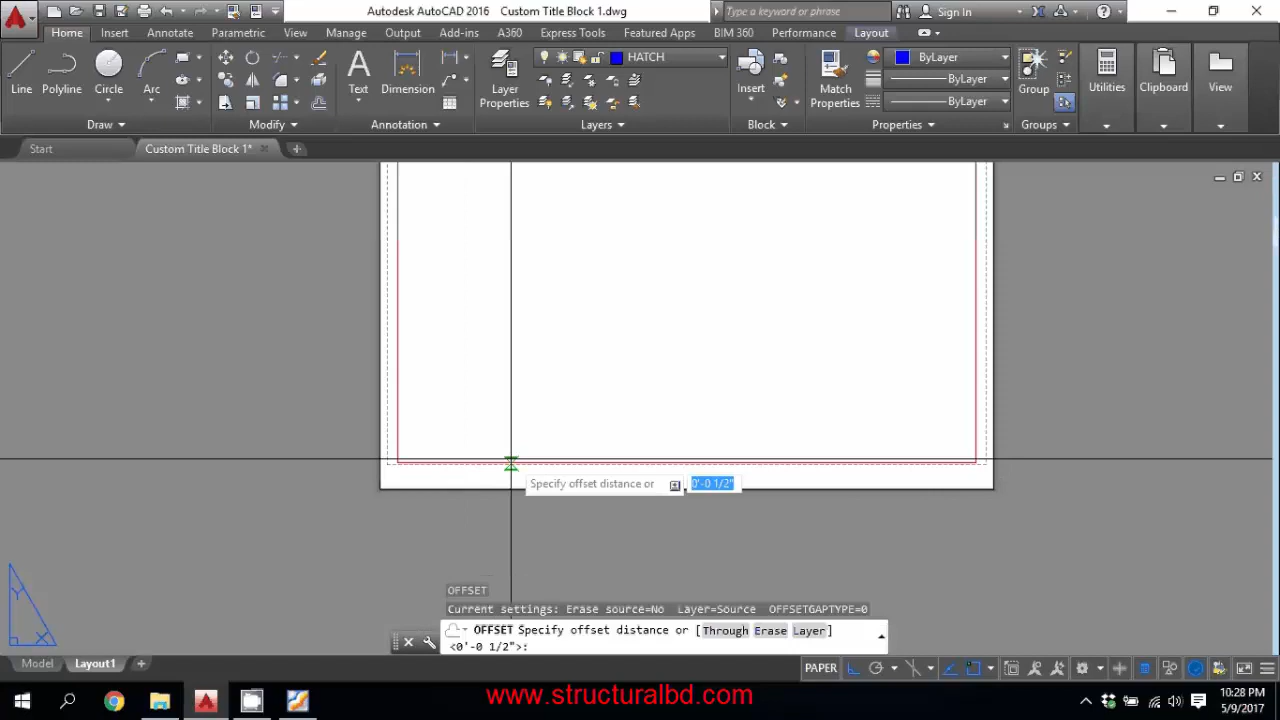 Autodesk AutoCAD 2016 Custom Title Block 1.dwg
Type a keyword or phrase
Sign In
Home Insert Annotate Parametric View Manage Output Add-ins A360 Express Tools Featured Apps BIM 360 Performance Layout
HATCH
ByLayer
ByLayer
ByLayer
Line Polyline Circle Arc
Text Dimension
Layer Properties
Insert
Match Properties
Group
Utilities
Clipboard
View
Draw Modify Annotation Layers Block Properties Groups
Start Custom Title Block 1*
Specify offset distance or 0'-0 1/2"
OFFSET
Current settings: Erase source=No Layer=Source OFFSETGAPTYPE=0
OFFSET Specify offset distance or [Through Erase Layer]
<0'-0 1/2">:
Y
X
Model Layout1
PAPER
www.structuralbd.com
10:28 PM
5/9/2017